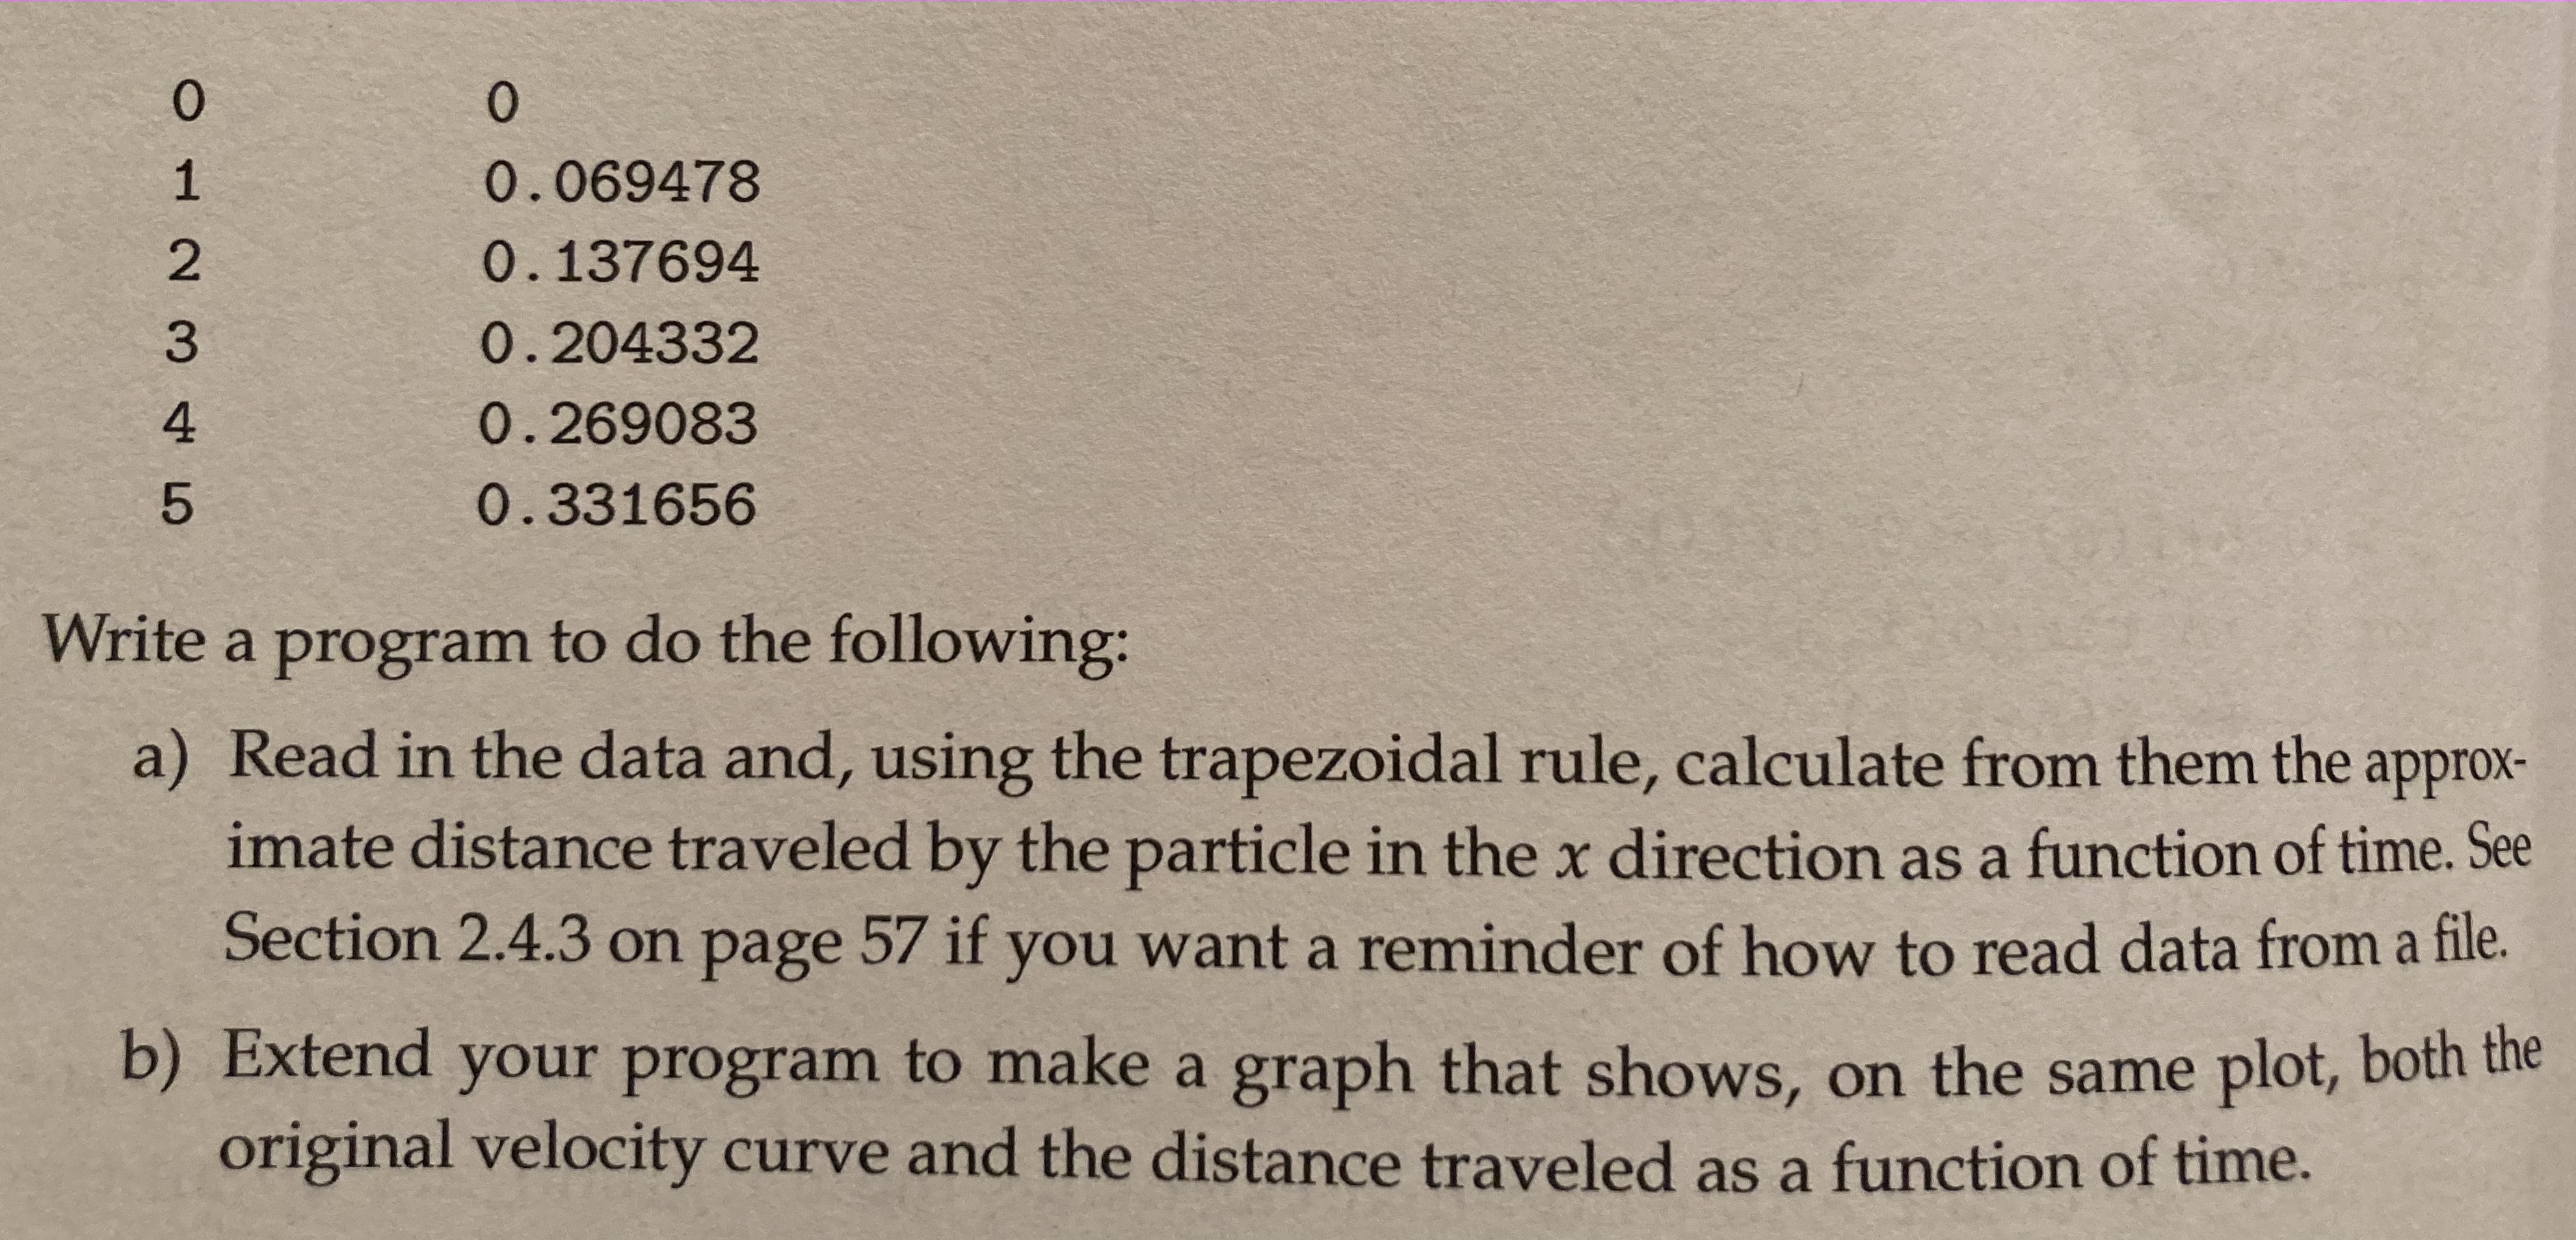 0 0
1 0.069478
2 0.137694
3 0.204332
4 0.269083
5 0.331656
Write a program to do the following:
a) Read in the data and, using the trapezoidal rule, calculate from them the approx-
imate distance traveled by the particle in the x direction as a function of time. See
Section 2.4.3 on page 57 if you want a reminder of how to read data from a file.
b) Extend your program to make a graph that shows, on the same plot, both the
original velocity curve and the distance traveled as a function of time.